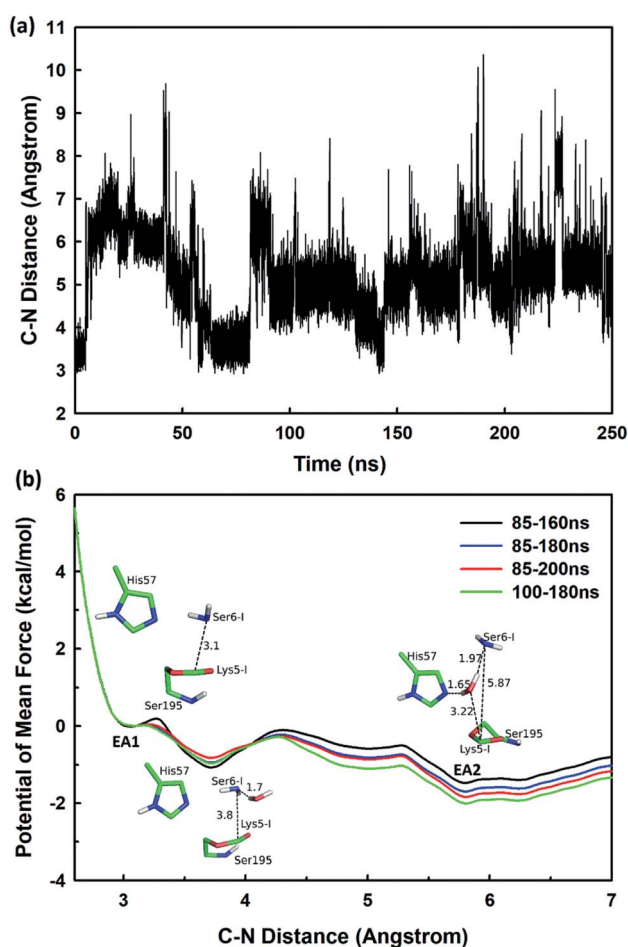 (a)
11
10
9
8
7
6
5
4
3
2
C-N Distance (Angstrom)
0 50 100 150 200 250
Time (ns)
(b)
6
4
2
0
-2
-4
Potential of Mean Force (kcal/mol)
85-160ns
85-180ns
85-200ns
100-180ns
His57
Ser6-I
3.1
Lys5-I
Ser195
EA1
His57
Ser6-I
1.7
3.8
Lys5-I
Ser195
Ser6-I
His57
1.97
1.65
5.87
3.22
Ser195
Lys5-I
EA2
3 4 5 6 7
C-N Distance (Angstrom)